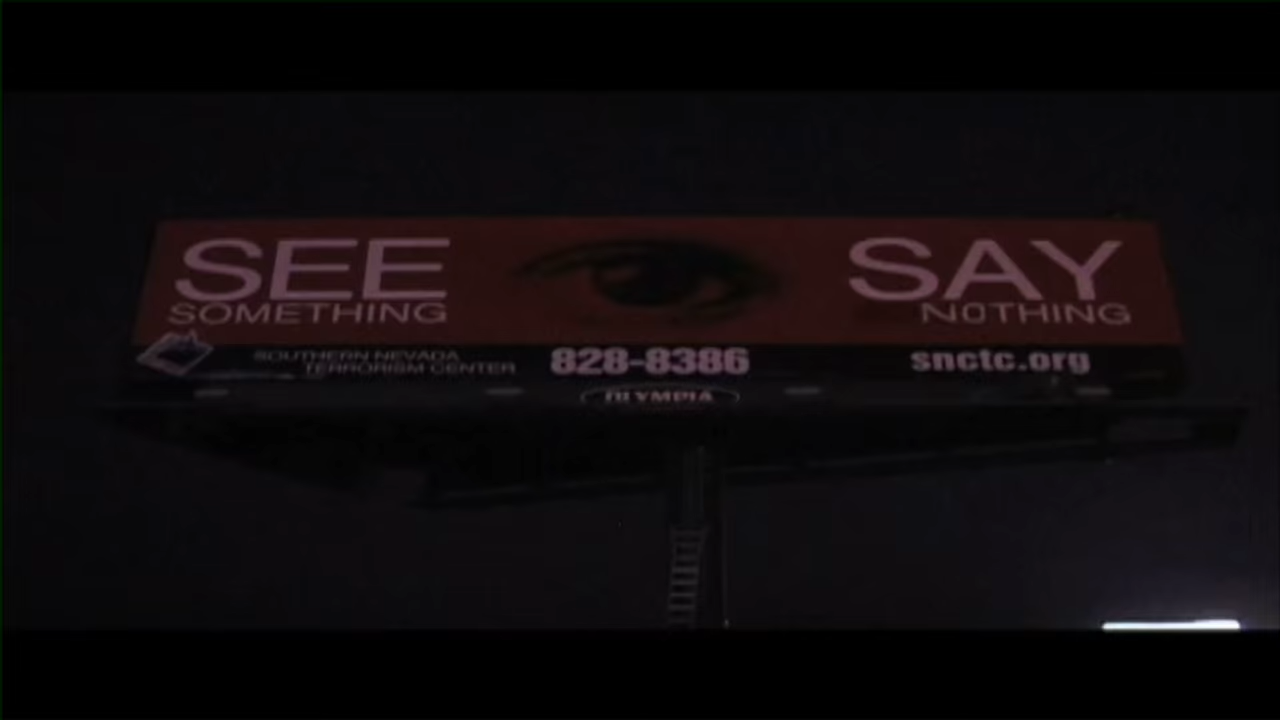 SEE
SOMETHING
SAY
NOTHING
SOUTHERN NEVADA
TERRORISM CENTER
828-8386
snctc.org
OLYMPIA